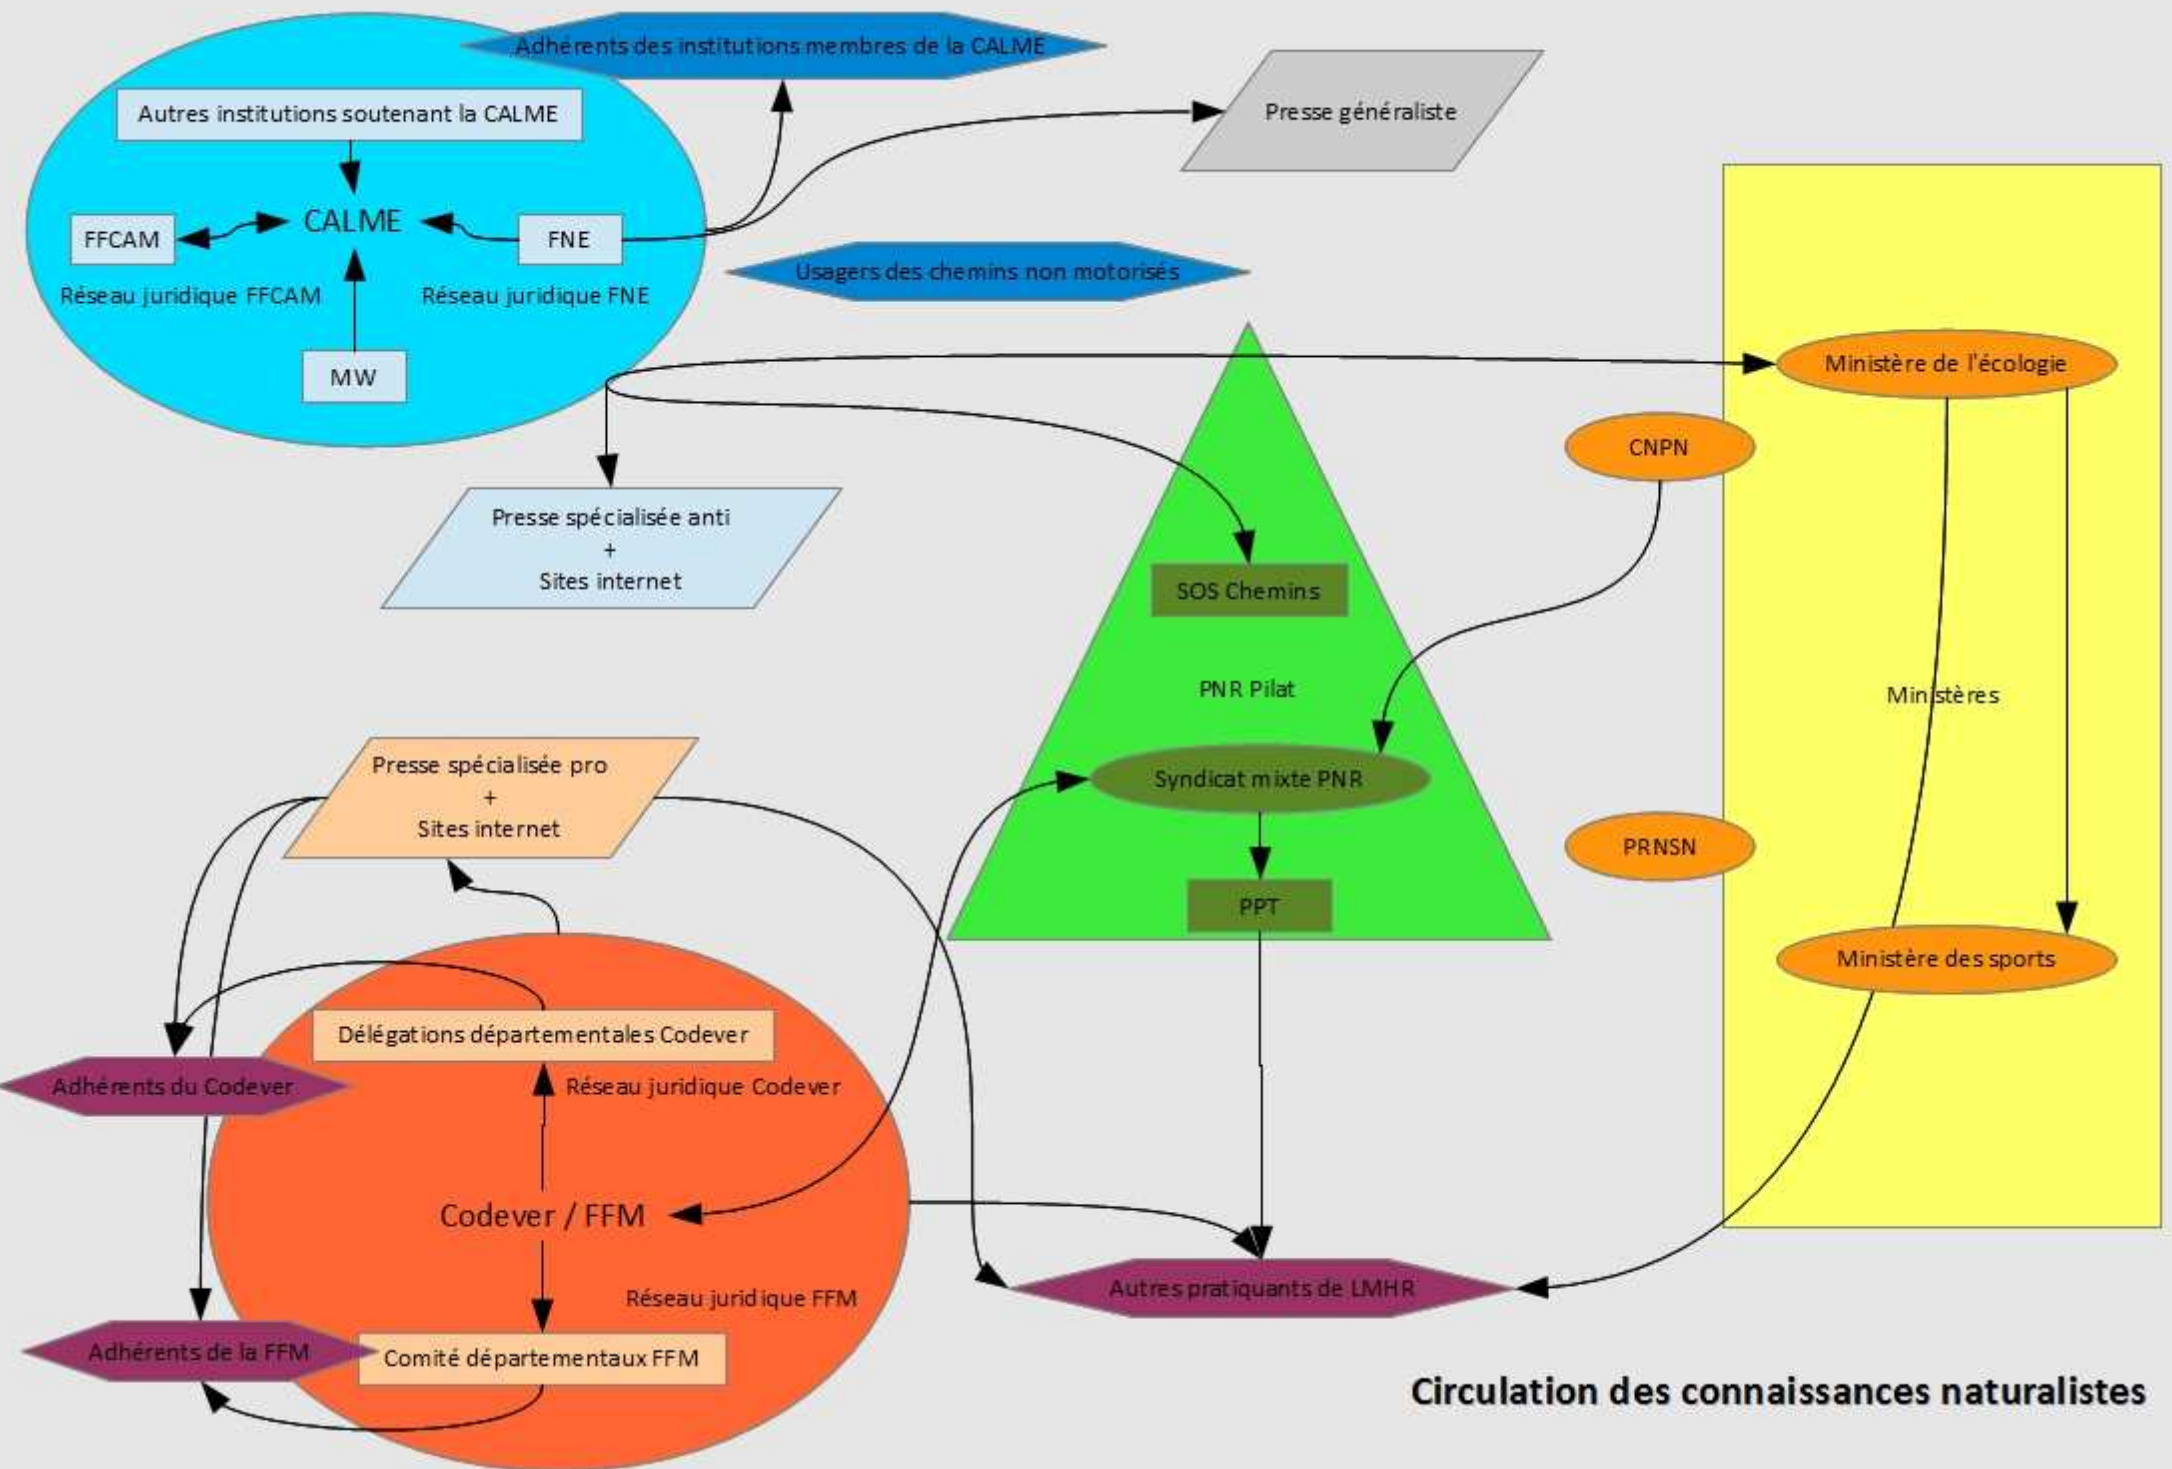 Adhérents des institutions membres de la CALME
Autres institutions soutenant la CALME
Presse généraliste
CALME
FFCAM
FNE
Réseau juridique FFCAM
Réseau juridique FNE
Usagers des chemins non motorisés
MW
Ministère de l'écologie
CNPN
Presse spécialisée anti
+
Sites internet
SOS Chemins
PNR Pilat
Ministères
Presse spécialisée pro
+
Sites internet
Syndicat mixte PNR
PRNSN
PPT
Ministère des sports
Délégations départementales Codever
Adhérents du Codever
Réseau juridique Codever
Codever / FFM
Réseau juridique FFM
Autres pratiquants de LMHR
Adhérents de la FFM
Comité départementaux FFM
Circulation des connaissances naturalistes